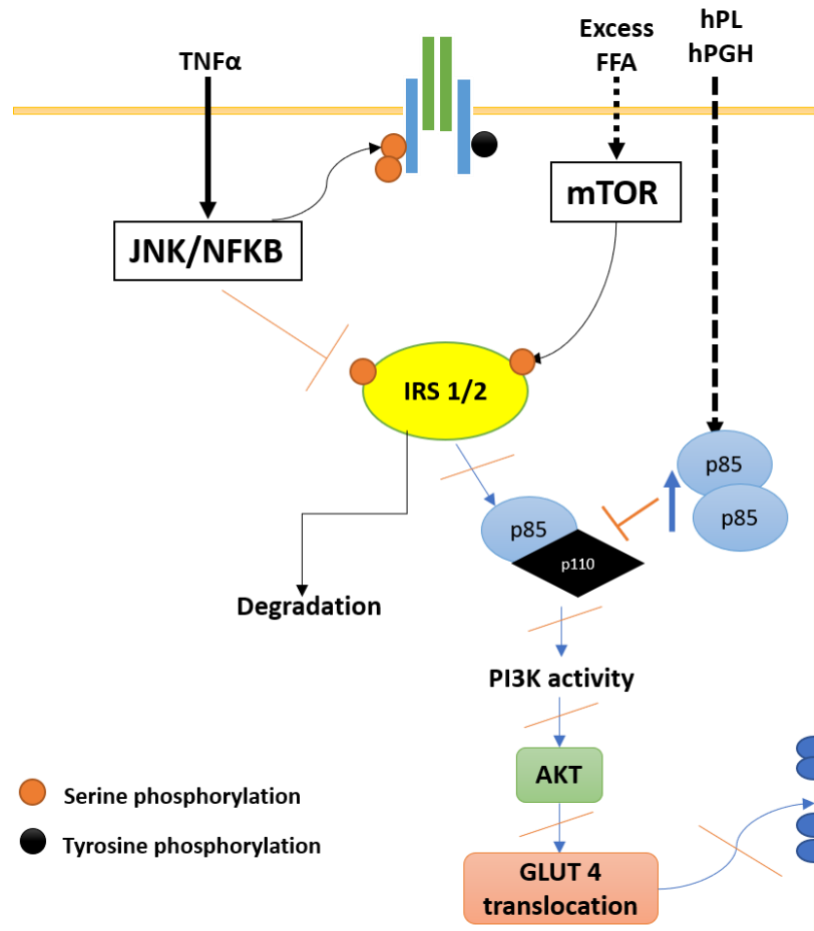 TNFα
Excess
FFA
hPL
hPGH
mTOR
JNK/NFKB
IRS 1/2
p85
p85
p85
p110
Degradation
PI3K activity
AKT
Serine phosphorylation
Tyrosine phosphorylation
GLUT 4
translocation